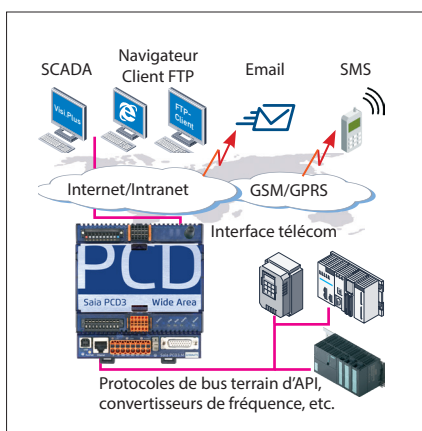 SCADA
Navigateur
Client FTP
Email
SMS
Visi.Plus
FTP-
Client
Internet/Intranet
GSM/GPRS
Interface télécom
PCD
Saia PCD3
Wide Area
Protocoles de bus terrain d'API,
convertisseurs de fréquence, etc.